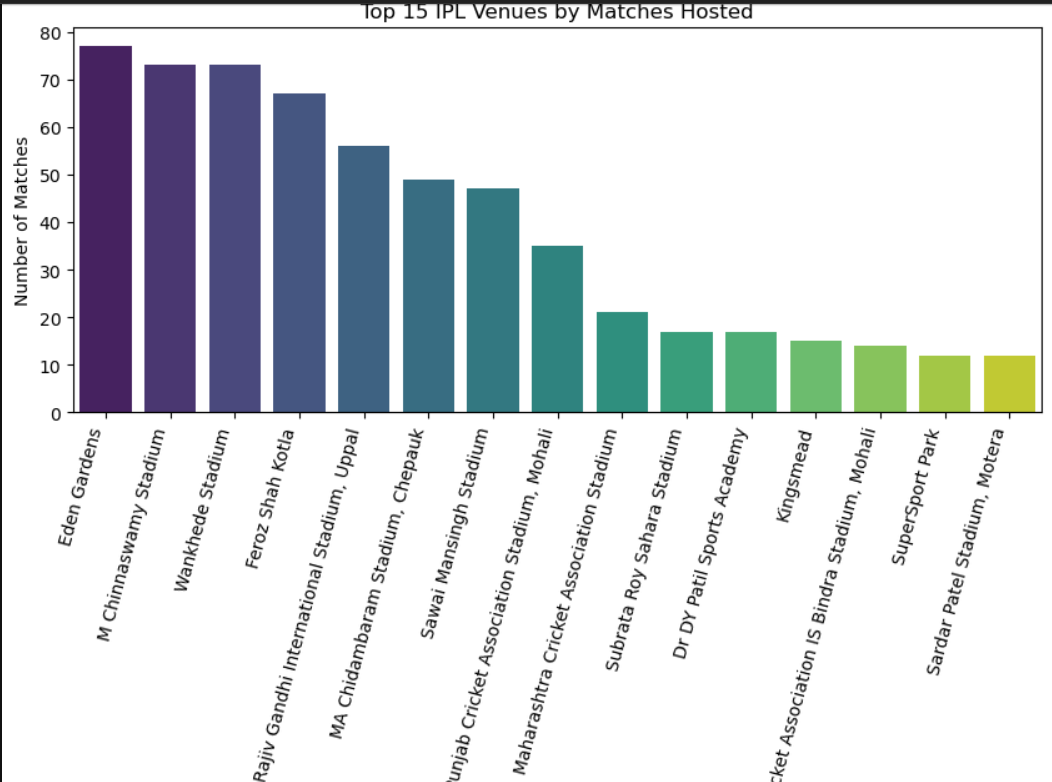 Top 15 IPL Venues by Matches Hosted
Number of Matches
80
70
60
50
40
30
20
10
0
Eden Gardens
M Chinnaswamy Stadium
Wankhede Stadium
Feroz Shah Kotla
Rajiv Gandhi International Stadium, Uppal
MA Chidambaram Stadium, Chepauk
Sawai Mansingh Stadium
Cricket Association Stadium, Mohali
Maharashtra Cricket Association Stadium
Subrata Roy Sahara Stadium
Dr DY Patil Sports Academy
Kingsmead
Association IS Bindra Stadium, Mohali
SuperSport Park
Sardar Patel Stadium, Motera